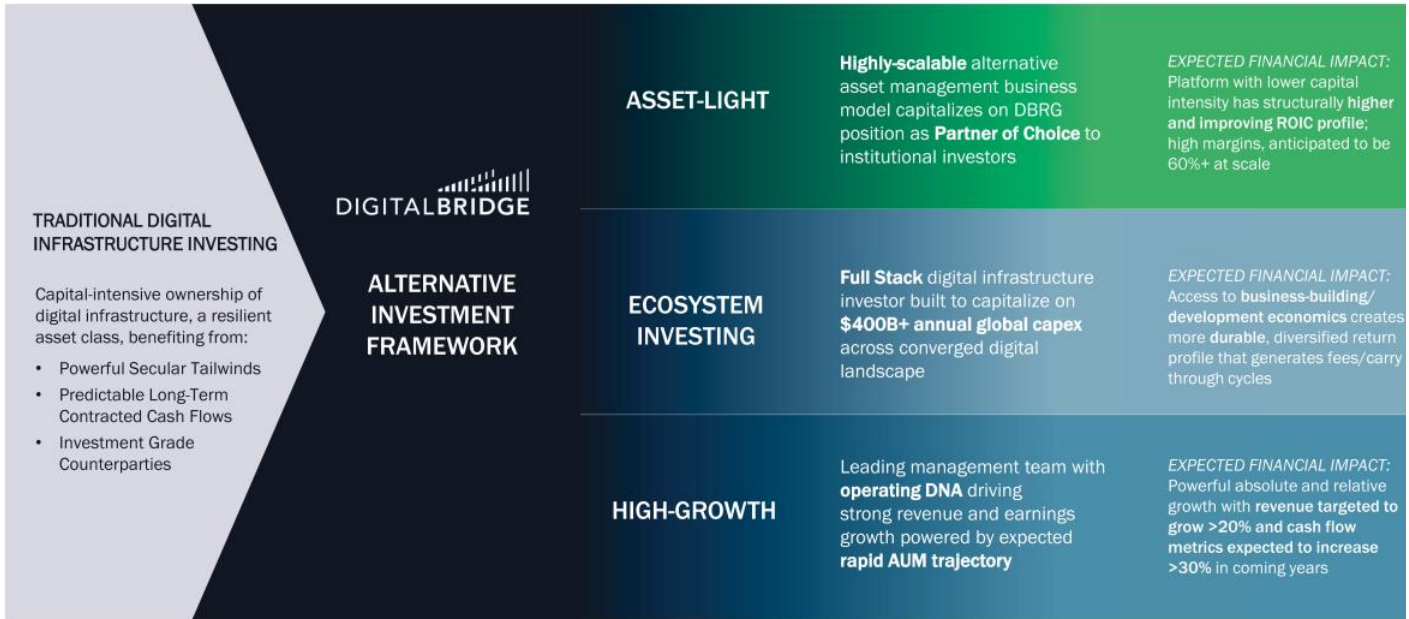 TRADITIONAL DIGITAL
INFRASTRUCTURE INVESTING
Capital-intensive ownership of
digital infrastructure, a resilient
asset class, benefiting from:
• Powerful Secular Tailwinds
• Predictable Long-Term
Contracted Cash Flows
• Investment Grade
Counterparties
DIGITALBRIDGE
ALTERNATIVE
INVESTMENT
FRAMEWORK
ASSET-LIGHT
Highly-scalable alternative
asset management business
model capitalizes on DBRG
position as Partner of Choice to
institutional investors
EXPECTED FINANCIAL IMPACT:
Platform with lower capital
intensity has structurally higher
and improving ROIC profile;
high margins, anticipated to be
60%+ at scale
ECOSYSTEM
INVESTING
Full Stack digital infrastructure
investor built to capitalize on
$400B+ annual global capex
across converged digital
landscape
EXPECTED FINANCIAL IMPACT:
Access to business-building/
development economics creates
more durable, diversified return
profile that generates fees/carry
through cycles
HIGH-GROWTH
Leading management team with
operating DNA driving
strong revenue and earnings
growth powered by expected
rapid AUM trajectory
EXPECTED FINANCIAL IMPACT:
Powerful absolute and relative
growth with revenue targeted to
grow >20% and cash flow
metrics expected to increase
>30% in coming years